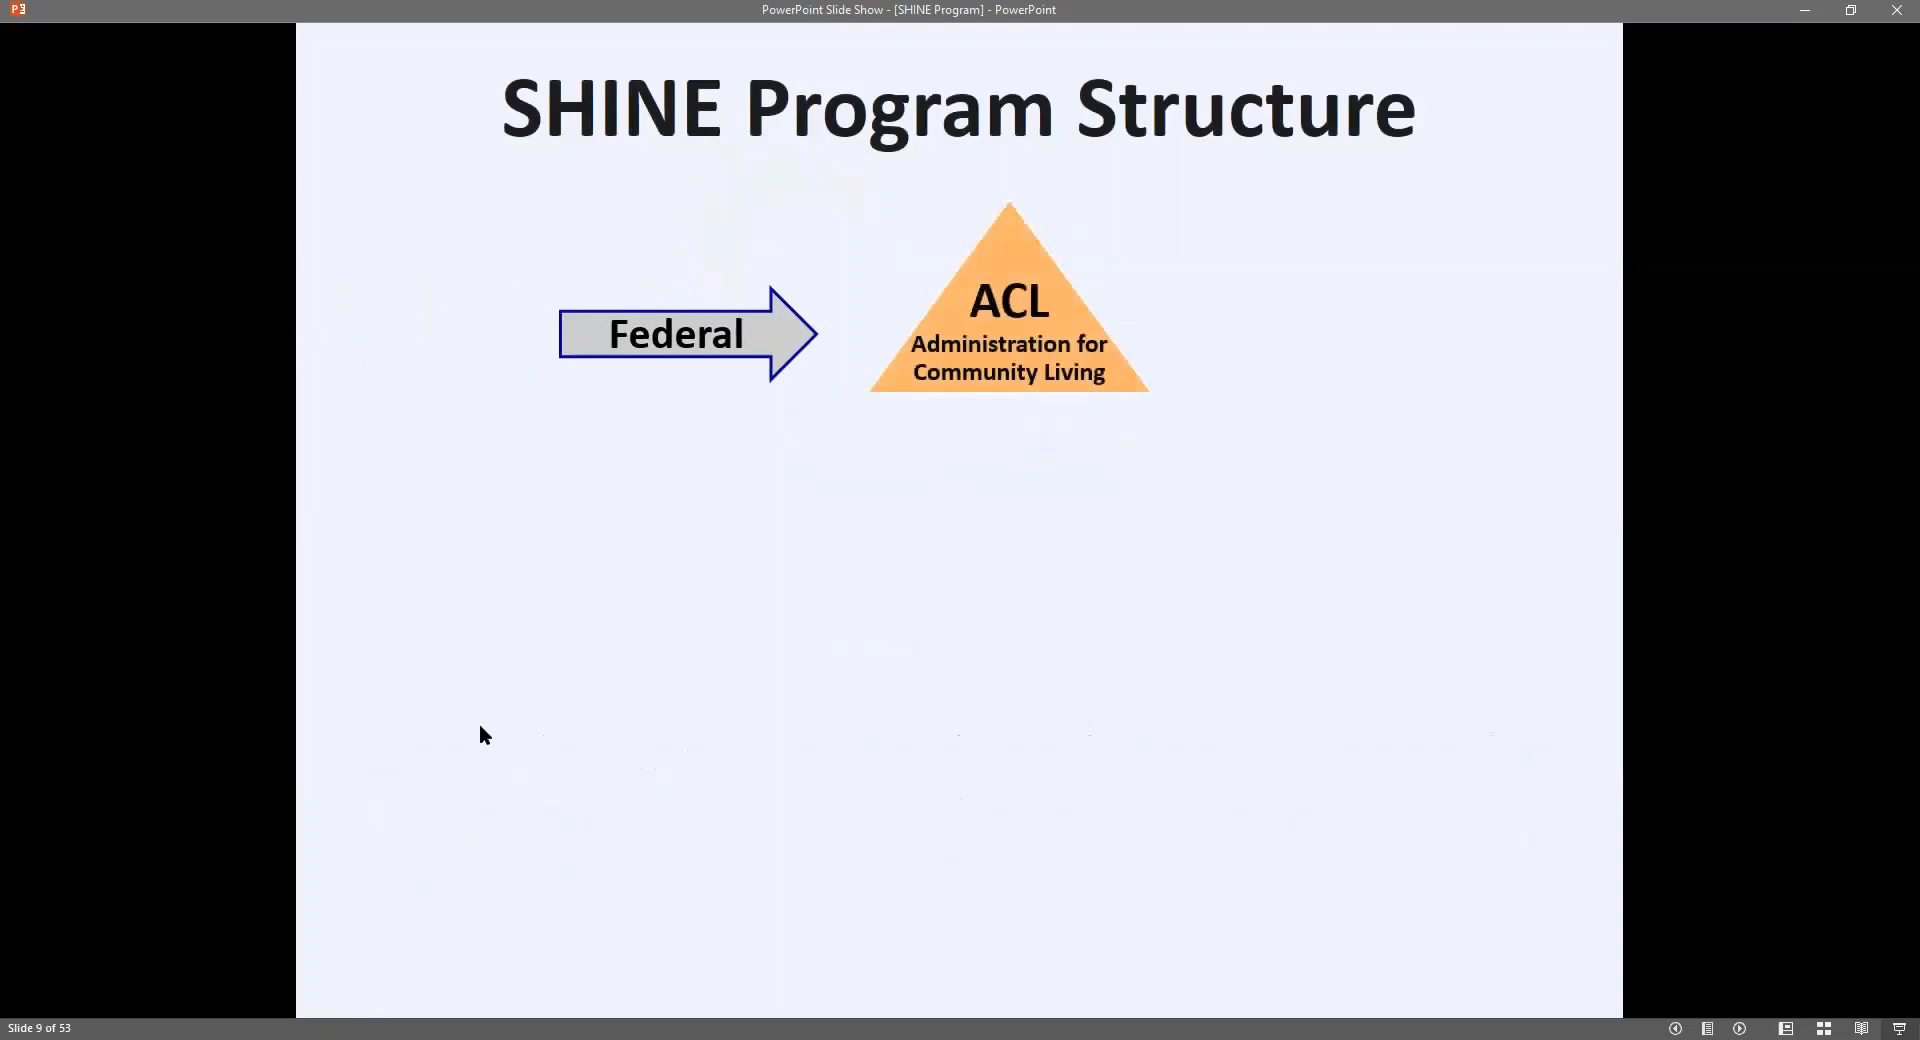 PowerPoint Slide Show - [SHINE Program] - PowerPoint
SHINE Program Structure
Federal
ACL
Administration for
Community Living
Slide 9 of 53